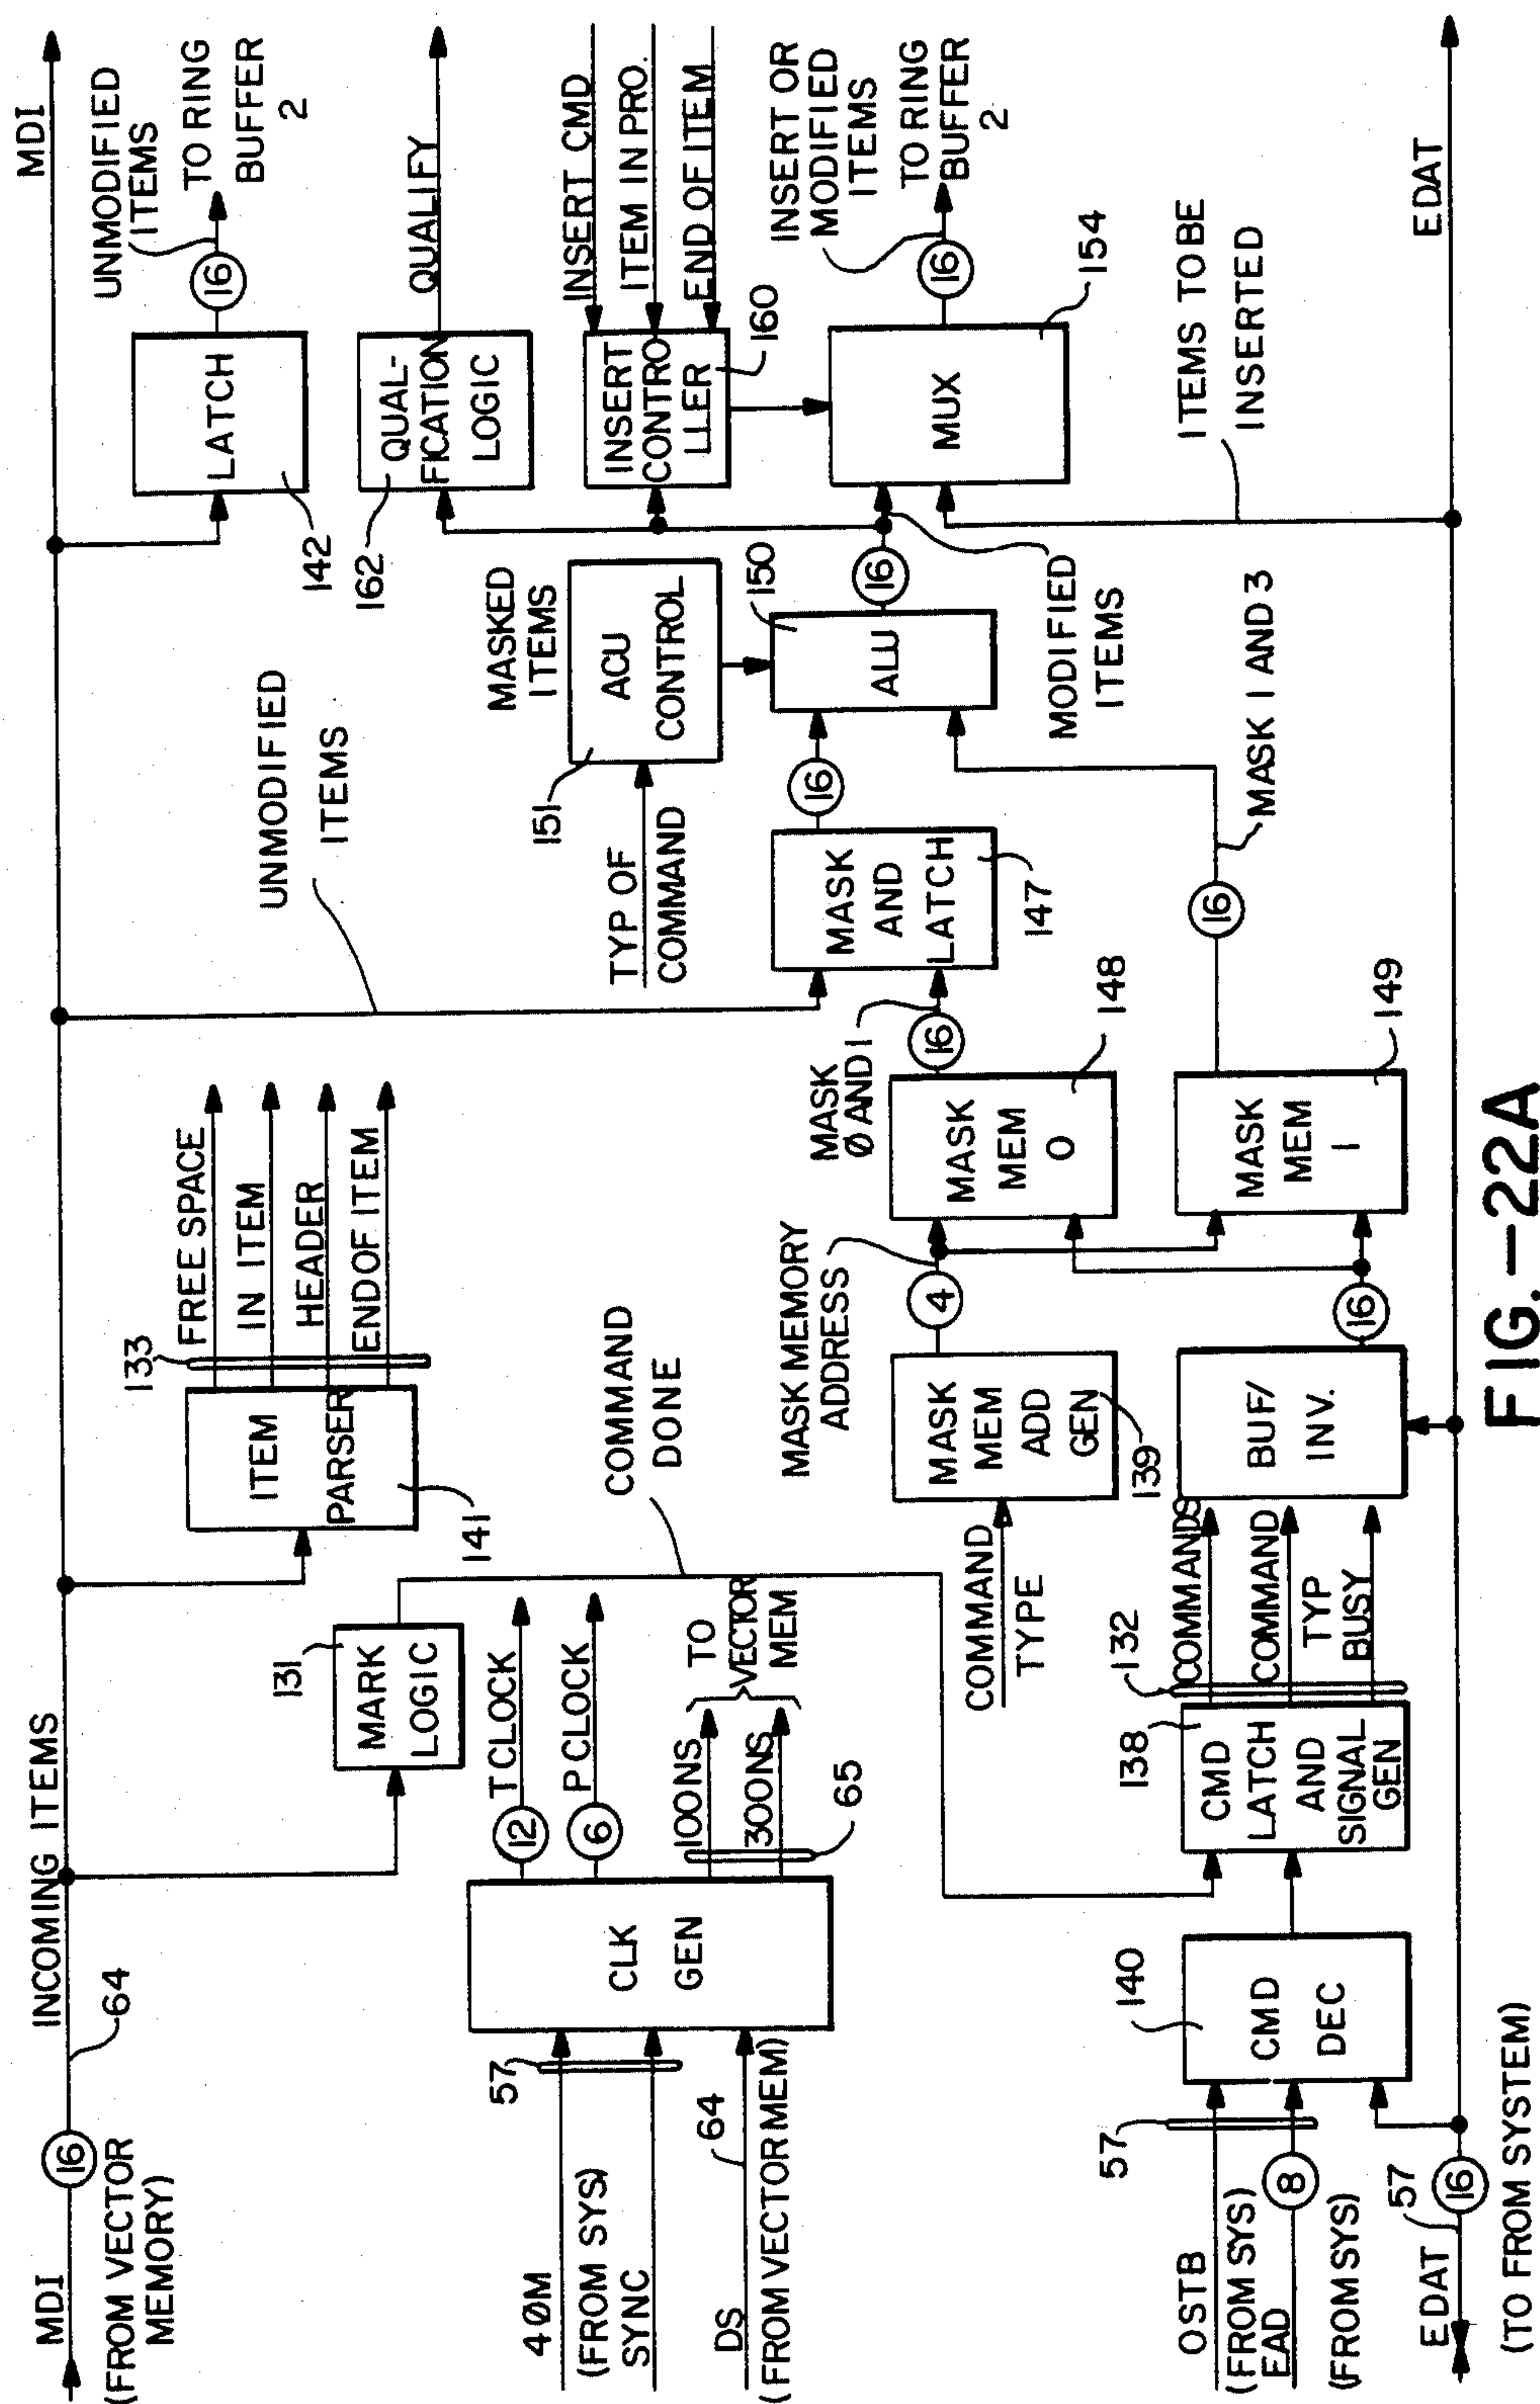 MDI
(FROM VECTOR
MEMORY)
16
64
INCOMING ITEMS
MDI
40M
(FROM SYS)
SYNC
57
DS
(FROM VECTOR MEM)
64
CLK
GEN
12
T CLOCK
6
P CLOCK
100NS
300NS
65
TO
VECTOR
MEM
131
MARK
LOGIC
COMMAND
DONE
133
ITEM
PARSER
141
FREE SPACE
IN ITEM
HEADER
END OF ITEM
UNMODIFIED
ITEMS
LATCH
142
16
UNMODIFIED
ITEMS
TO RING
BUFFER
2
162
QUAL-
FICATION
LOGIC
QUALIFY
INSERT
CONTRO
LLER
160
INSERT CMD
ITEM IN PRO.
END OF ITEM
TYP OF
COMMAND
151
ACU
CONTROL
MASKED
ITEMS
MASK
AND
LATCH
147
16
150
ALU
16
MODIFIED
ITEMS
MUX
154
16
INSERT OR
MODIFIED
ITEMS
TO RING
BUFFER
2
ITEMS TO BE
INSERTED
COMMAND
TYPE
MASK
MEM
ADD
GEN
139
4
MASK MEMORY
ADDRESS
MASK
MEM
0
148
MASK
Ø AND 1
16
MASK
MEM
1
149
16
MASK 1 AND 3
OSTB
(FROM SYS)
EAD
8
(FROM SYS)
57
140
CMD
DEC
138
CMD
LATCH
AND
SIGNAL
GEN
132
COMMANDS
COMMAND
TYP
BUSY
BUF/
INV.
16
EDAT
57
16
(TO FROM SYSTEM)
EDAT
FIG.-22A